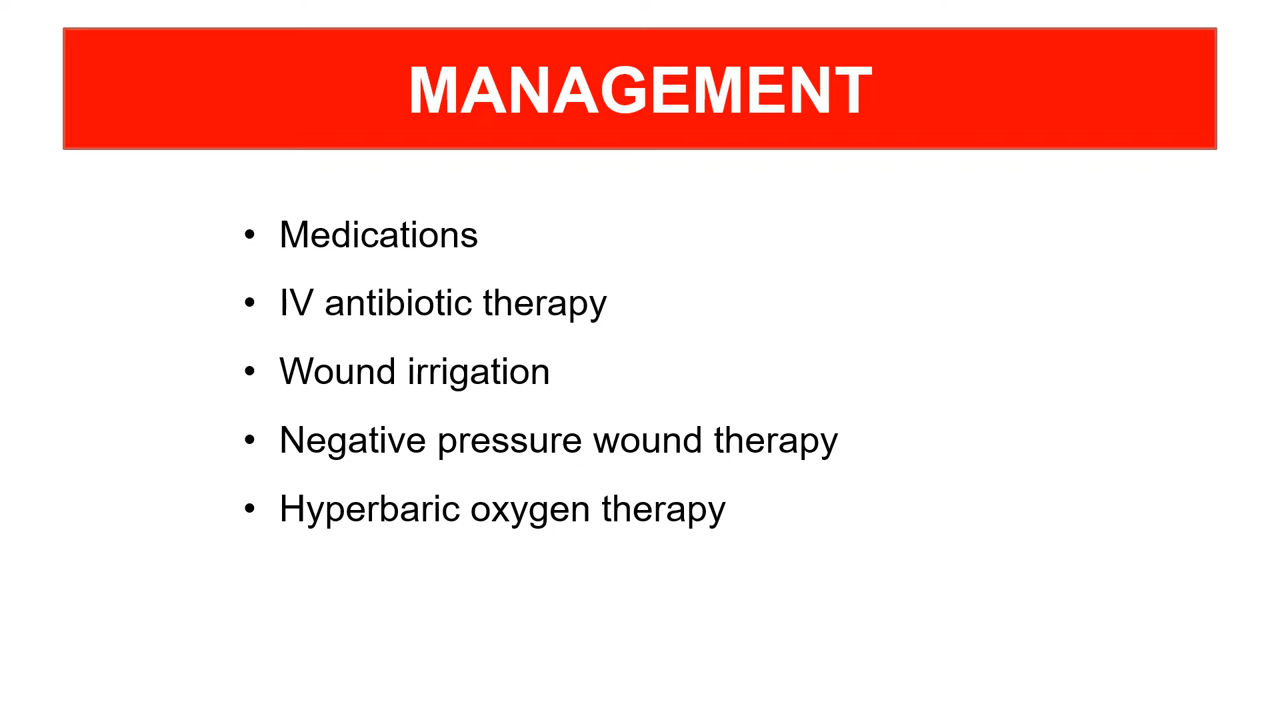 MANAGEMENT
• Medications
• IV antibiotic therapy
• Wound irrigation
• Negative pressure wound therapy
• Hyperbaric oxygen therapy